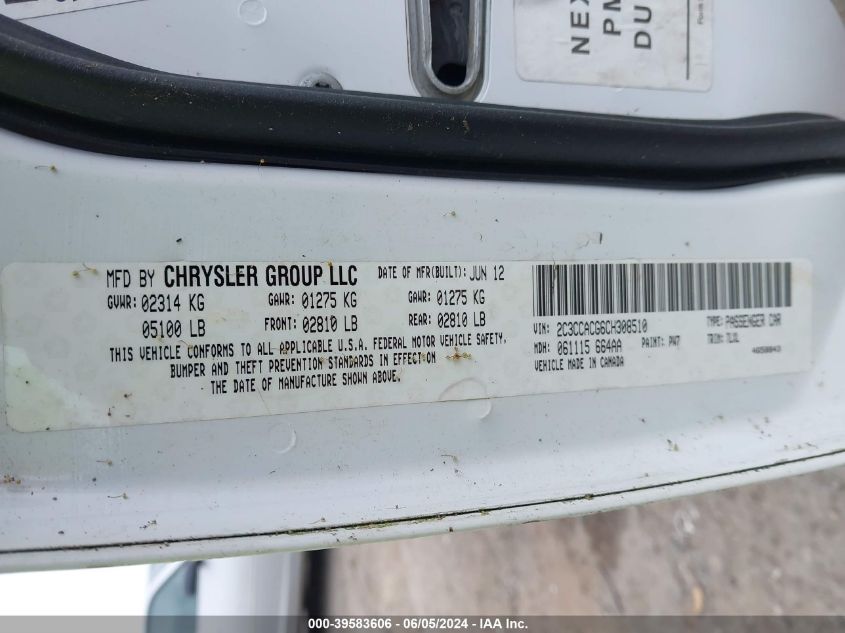 NEX
PM
DU
MFD BY CHRYSLER GROUP LLC DATE OF MFR(BUILT): JUN 12
GVWR: 02314 KG GAWR: 01275 KG GAWR: 01275 KG
05100 LB FRONT: 02810 LB REAR: 02810 LB
THIS VEHICLE CONFORMS TO ALL APPLICABLE U.S.A. FEDERAL MOTOR VEHICLE SAFETY,
BUMPER AND THEFT PREVENTION STANDARDS IN EFFECT ON
THE DATE OF MANUFACTURE SHOWN ABOVE.
VIN: 2C3CCACG6CH308510 TYPE: PASSENGER CAR
MDH: 061115 664AA PAINT: PW7 TRIM: 7LXL
VEHICLE MADE IN CANADA 4658843
000-39583606 - 06/05/2024 - IAA Inc.